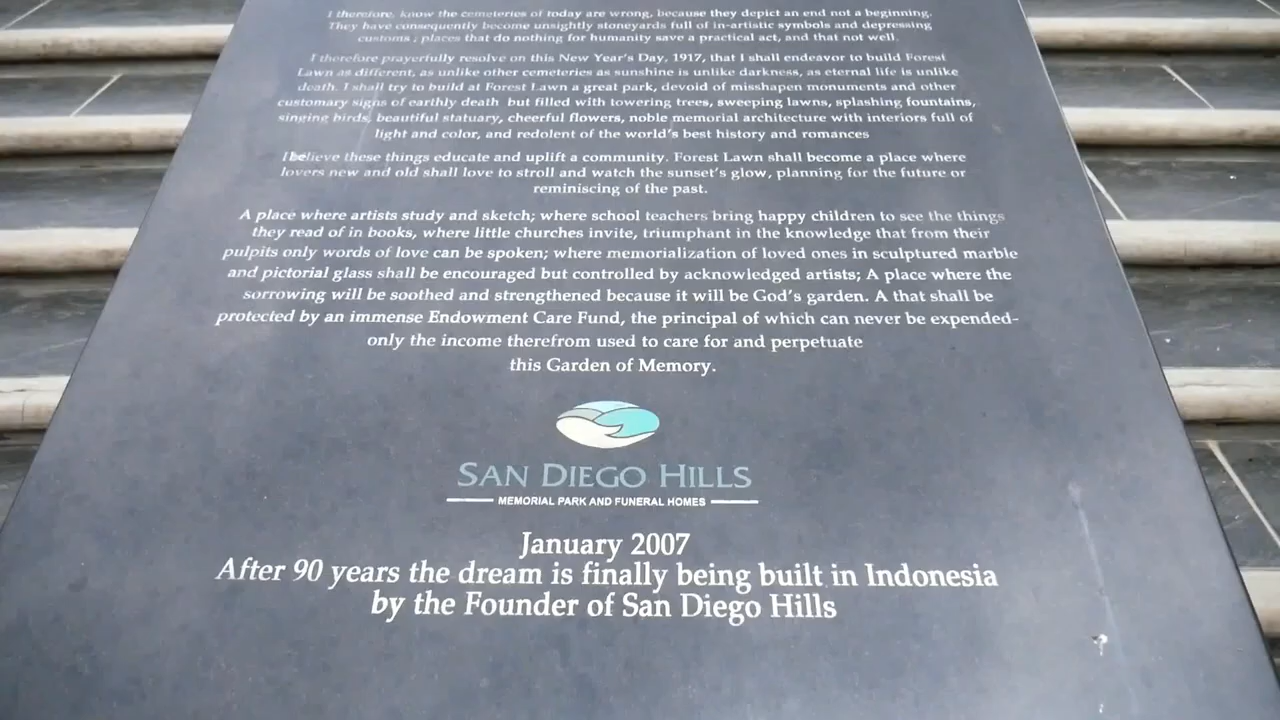 I therefore, know the cemeteries of today are wrong, because they depict an end not a beginning.
They have consequently become unsightly stoneyards full of in-artistic symbols and depressing
customs ; places that do nothing for humanity save a practical act, and that not well.
I therefore prayerfully resolve on this New Year's Day, 1917, that I shall endeavor to build Forest
Lawn as different, as unlike other cemeteries as sunshine is unlike darkness, as eternal life is unlike
death. I shall try to build at Forest Lawn a great park, devoid of misshapen monuments and other
customary signs of earthly death but filled with towering trees, sweeping lawns, splashing fountains,
singing birds, beautiful statuary, cheerful flowers, noble memorial architecture with interiors full of
light and color, and redolent of the world's best history and romances
I believe these things educate and uplift a community. Forest Lawn shall become a place where
lovers new and old shall love to stroll and watch the sunset's glow, planning for the future or
reminiscing of the past.
A place where artists study and sketch; where school teachers bring happy children to see the things
they read of in books, where little churches invite, triumphant in the knowledge that from their
pulpits only words of love can be spoken; where memorialization of loved ones in sculptured marble
and pictorial glass shall be encouraged but controlled by acknowledged artists; A place where the
sorrowing will be soothed and strengthened because it will be God's garden. A that shall be
protected by an immense Endowment Care Fund, the principal of which can never be expended-
only the income therefrom used to care for and perpetuate
this Garden of Memory.
SAN DIEGO HILLS
MEMORIAL PARK AND FUNERAL HOMES
January 2007
After 90 years the dream is finally being built in Indonesia
by the Founder of San Diego Hills